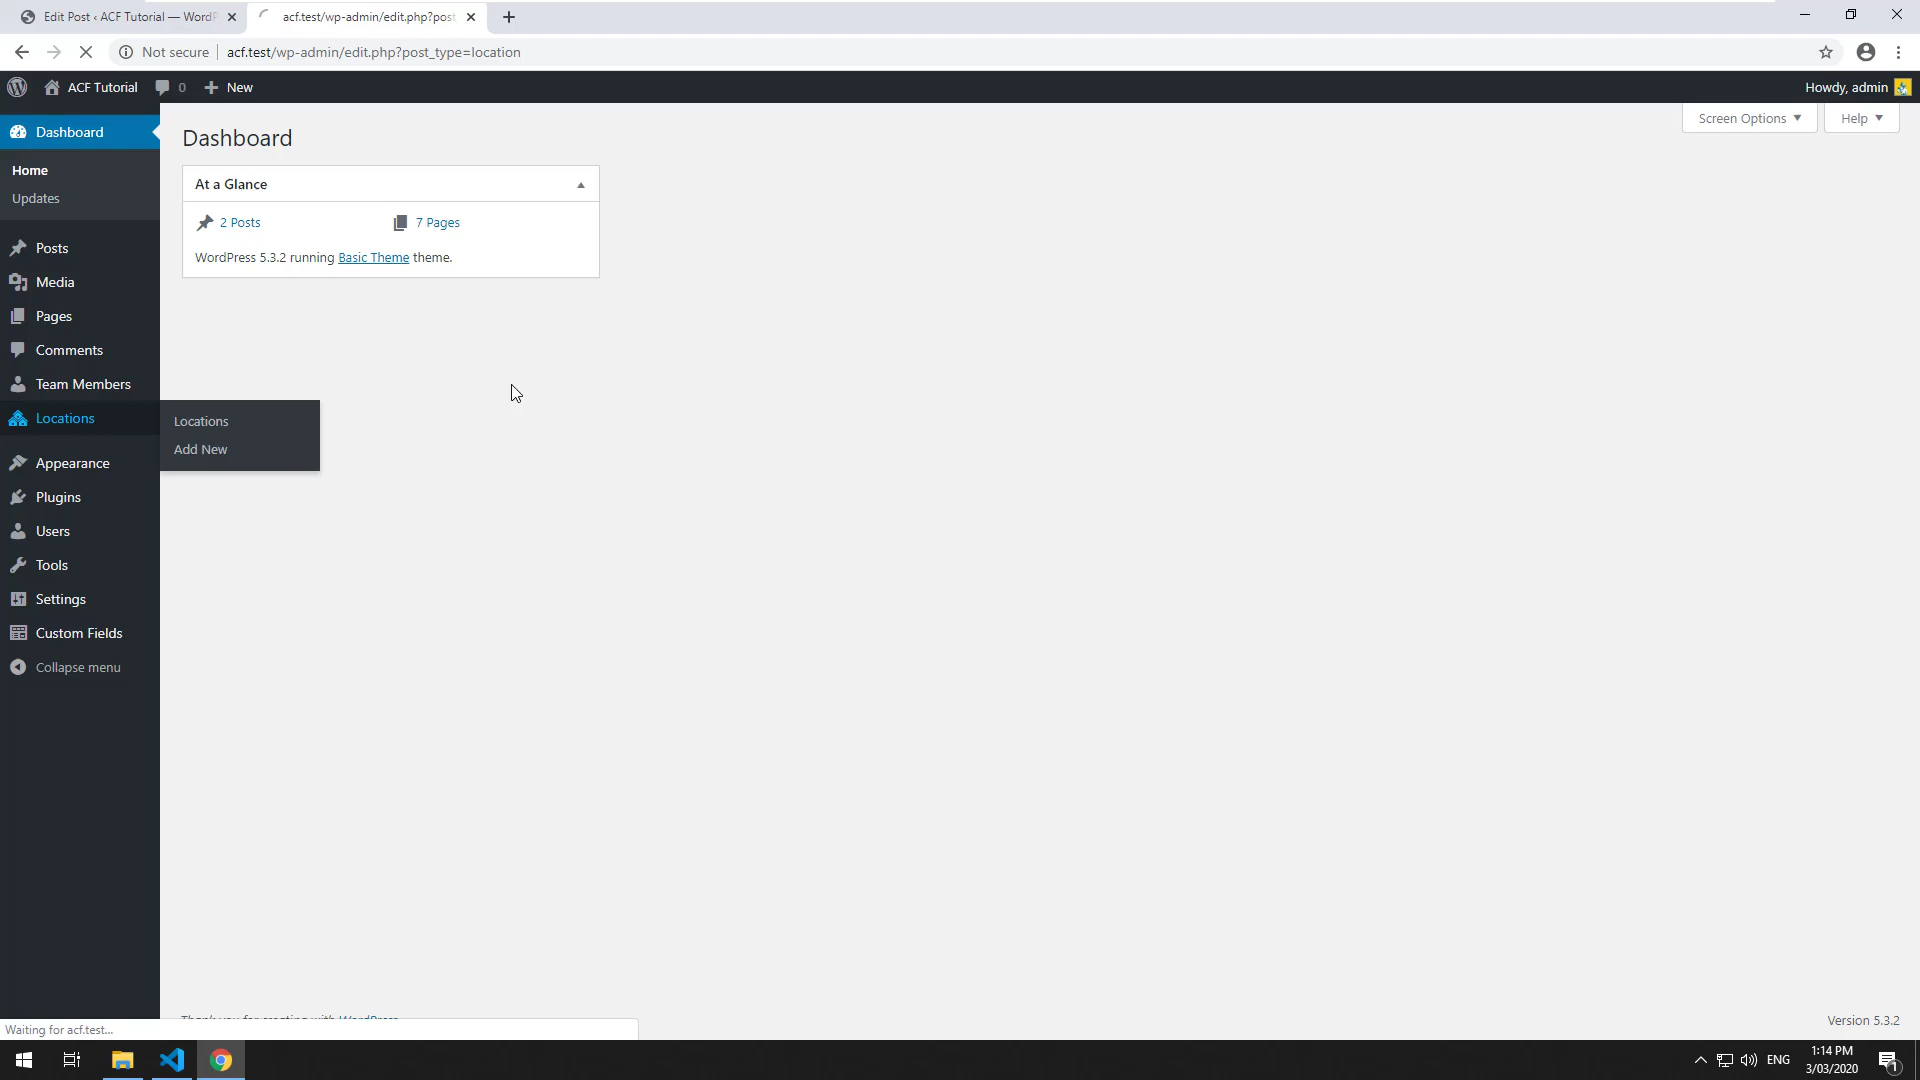 Edit Post ‹ ACF Tutorial — WordP
acf.test/wp-admin/edit.php?post
Not secure
acf.test/wp-admin/edit.php?post_type=location
ACF Tutorial
0
New
Howdy, admin
Dashboard
Home
Updates
Posts
Media
Pages
Comments
Team Members
Locations
Appearance
Plugins
Users
Tools
Settings
Custom Fields
Collapse menu
Locations
Add New
Dashboard
Screen Options
Help
At a Glance
2 Posts
7 Pages
WordPress 5.3.2 running Basic Theme theme.
Thank you for creating with WordPress
Version 5.3.2
Waiting for acf.test...
ENG
1:14 PM
3/03/2020
1